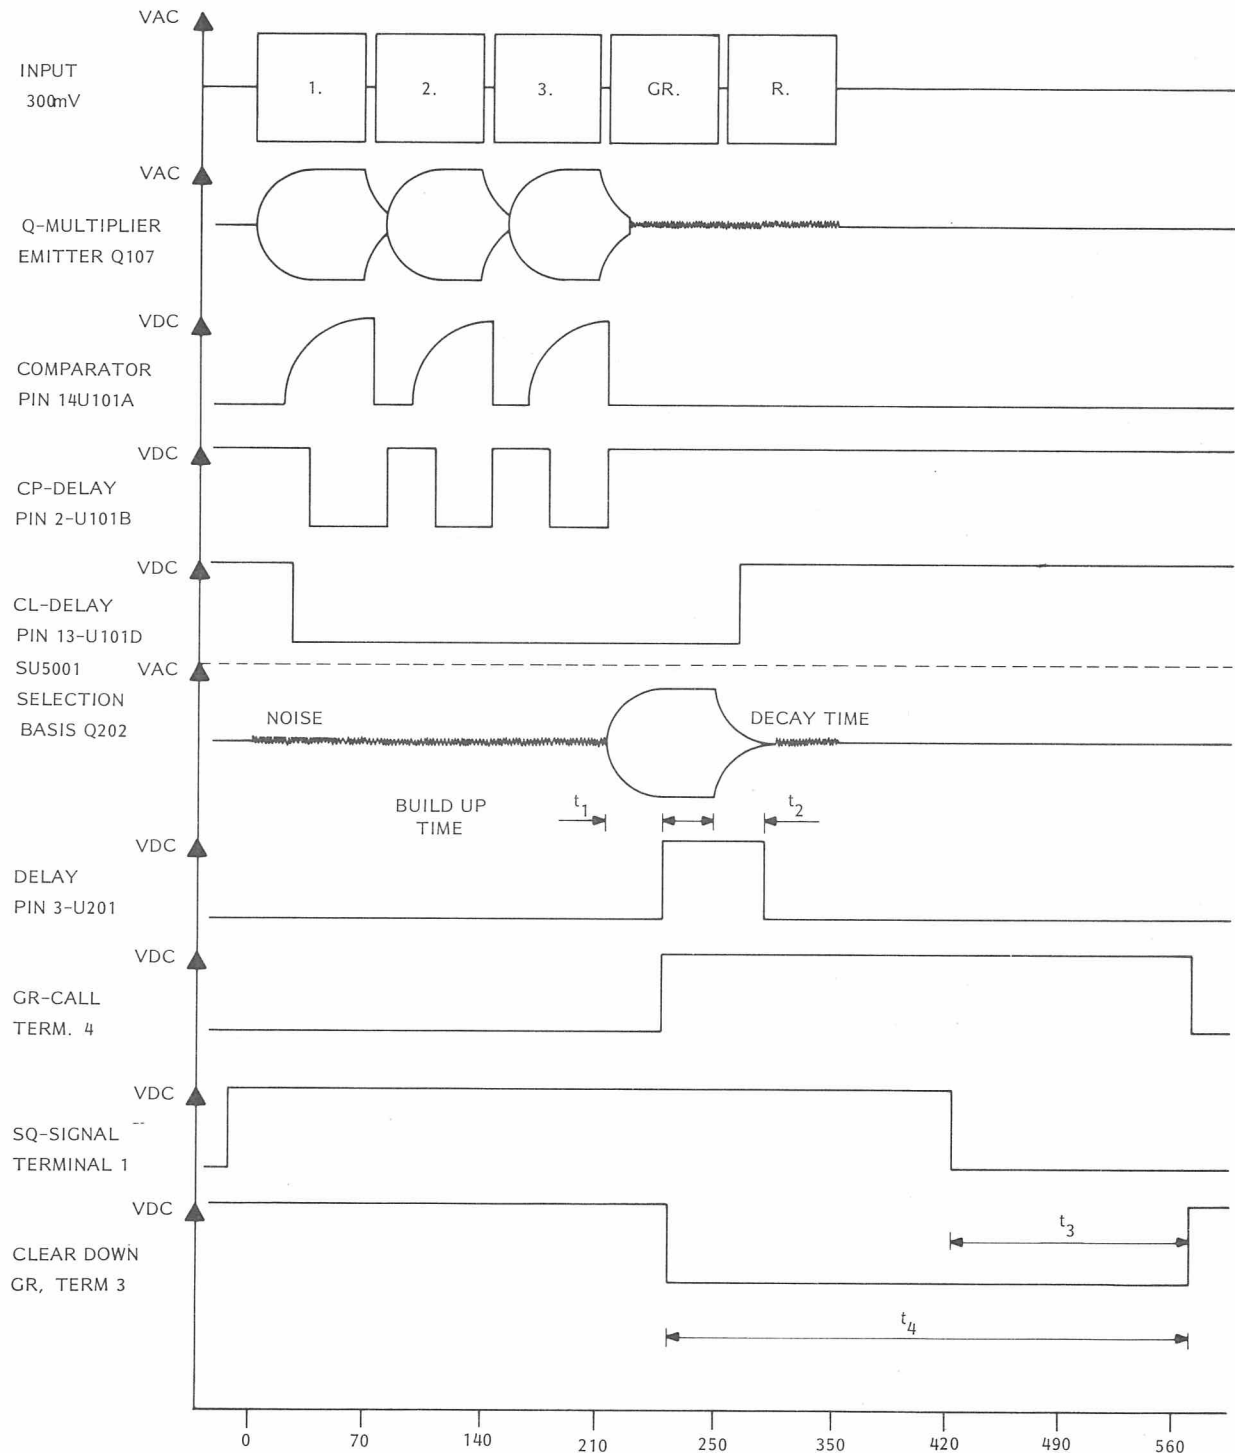 VAC
INPUT
300mV
1.
2.
3.
GR.
R.
VAC
Q-MULTIPLIER
EMITTER Q107
VDC
COMPARATOR
PIN 14U101A
VDC
CP-DELAY
PIN 2-U101B
VDC
CL-DELAY
PIN 13-U101D
SU5001
VAC
SELECTION
BASIS Q202
NOISE
DECAY TIME
BUILD UP
TIME
t1
t2
VDC
DELAY
PIN 3-U201
VDC
GR-CALL
TERM. 4
VDC
SQ-SIGNAL
TERMINAL 1
VDC
CLEAR DOWN
GR, TERM 3
t3
t4
0 70 140 210 250 350 420 490 560